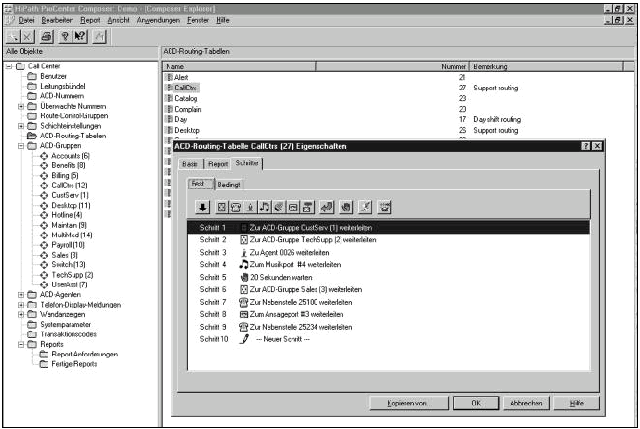 HiPath ProCenter Composer: Demo - (Composer Explorer)
Datei Bearbeiten Report Ansicht Anwendungen Fenster Hilfe
Alle Objekte
ACD-Routing-Tabellen
Call Center
Benutzer
Leitungsbündel
ACD-Nummern
Überwachte Nummern
Route-Control-Gruppen
Schichteinstellungen
ACD-Routing-Tabellen
ACD-Gruppen
Accounts (6)
Benefits (8)
Billing (5)
CallCtrs (12)
CustServ (1)
Desktop (11)
Hotline(4)
Maintan (9)
MultiMed (14)
Payroll(10)
Sales (3)
Switch(13)
TechSupp (2)
UserAsst (7)
ACD-Agenten
Telefon-Display-Meldungen
Wandanzeigen
Systemparameter
Transaktionscodes
Reports
ReportAnforderungen
FertigeReports
Name Nummer Bemerkung
Alert 21
CallCtrs 27 Support routing
Catalog 23
Complain 23
Day 17 Day shift routing
Desktop 25 Support routing
ACD-Routing-Tabelle CallCtrs (27) Eigenschaften
Basis Report Schritte
Fest Bedingt
Schritt 1 Zur ACD-Gruppe CustServ (1) weiterleiten
Schritt 2 Zur ACD-Gruppe TechSupp (2 weiterleiten
Schritt 3 Zu Agent 0026 weiterleiten
Schritt 4 Zum Musikport #4 weiterleiten
Schritt 5 20 Sekunden warten
Schritt 6 Zur ACD-Gruppe Sales (3) weiterleiten
Schritt 7 Zur Nebenstelle 25100 weiterleiten
Schritt 8 Zum Ansageport #3 weiterleiten
Schritt 9 Zur Nebenstelle 25234 weiterleiten
Schritt 10 --- Neuer Schritt ---
Kopieren von... OK Abbrechen Hilfe